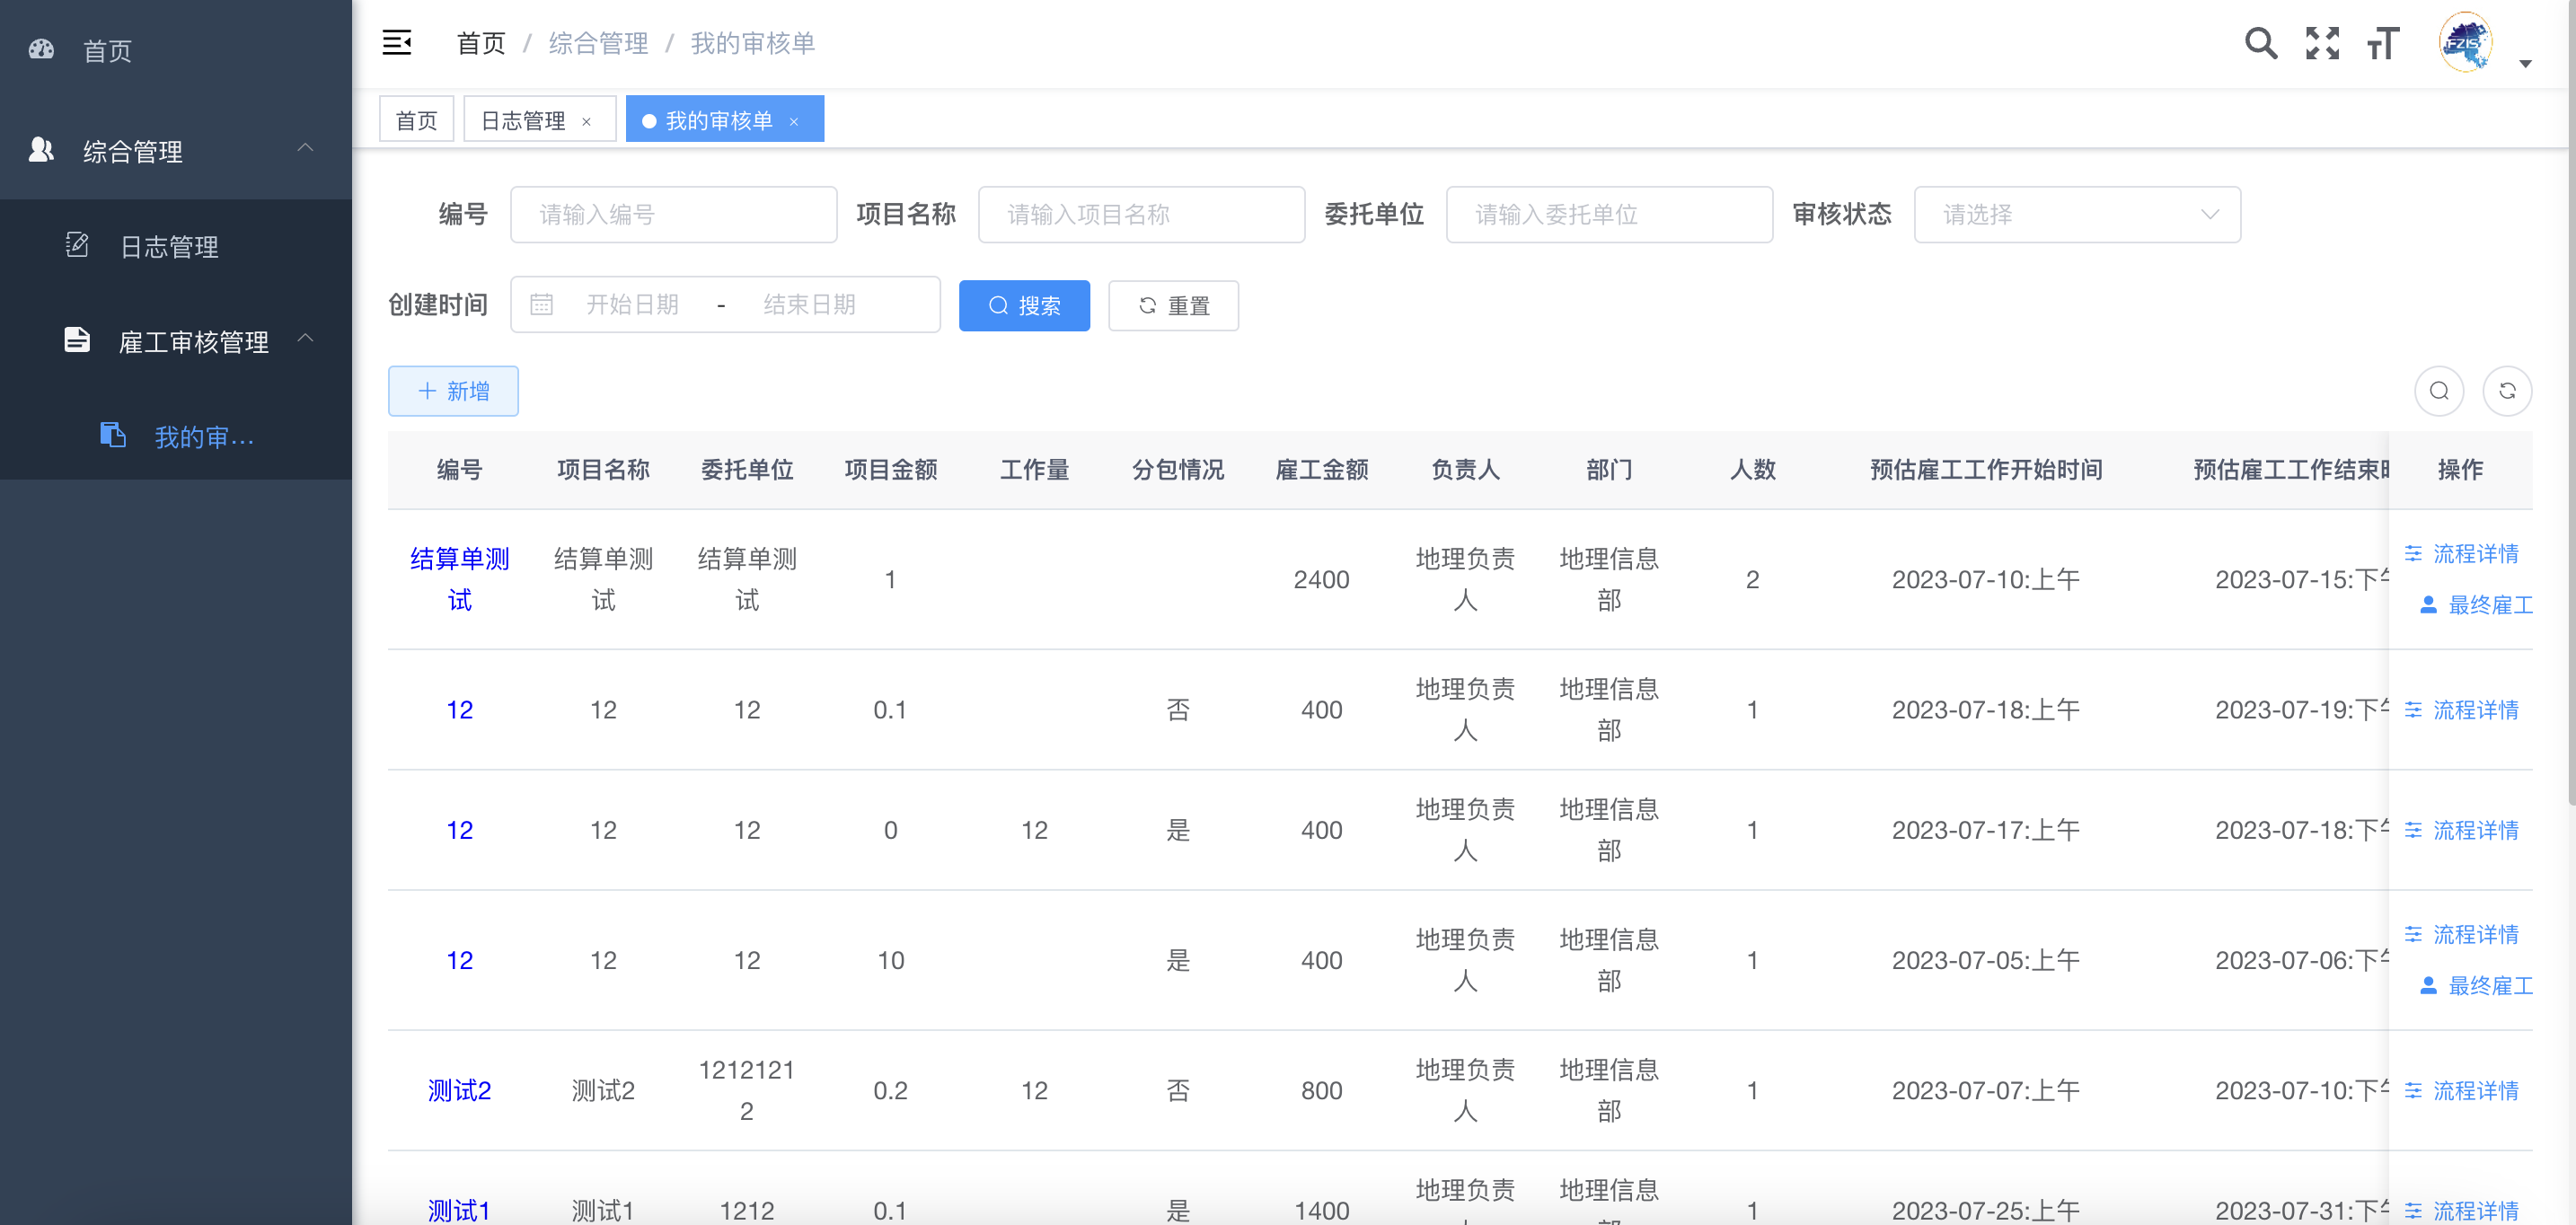 首页
综合管理
日志管理
雇工审核管理
我的审...
首页 / 综合管理 / 我的审核单
FZIS
首页 日志管理 × 我的审核单 ×
编号 请输入编号 项目名称 请输入项目名称 委托单位 请输入委托单位 审核状态 请选择
创建时间 开始日期 - 结束日期 搜索 重置
新增
编号 项目名称 委托单位 项目金额 工作量 分包情况 雇工金额 负责人 部门 人数 预估雇工工作开始时间 预估雇工工作结束 操作
结算单测 结算单测 结算单测 地理负责 地理信息 流程详情
试 试 试 1 2400 人 部 2 2023-07-10:上午 2023-07-15:下午 最终雇工
地理负责 地理信息
12 12 12 0.1 否 400 1 2023-07-18:上午 2023-07-19:下午 流程详情
人 部
地理负责 地理信息
12 12 12 0 12 是 400 1 2023-07-17:上午 2023-07-18:下午 流程详情
人 部
地理负责 地理信息 流程详情
12 12 12 10 是 400 1 2023-07-05:上午 2023-07-06:下午
人 部 最终雇工
1212121 地理负责 地理信息
测试2 测试2 0.2 12 否 800 1 2023-07-07:上午 2023-07-10:下午 流程详情
2 人 部
地理负责 地理信息
测试1 测试1 1212 0.1 是 1400 1 2023-07-25:上午 2023-07-31:下午 流程详情